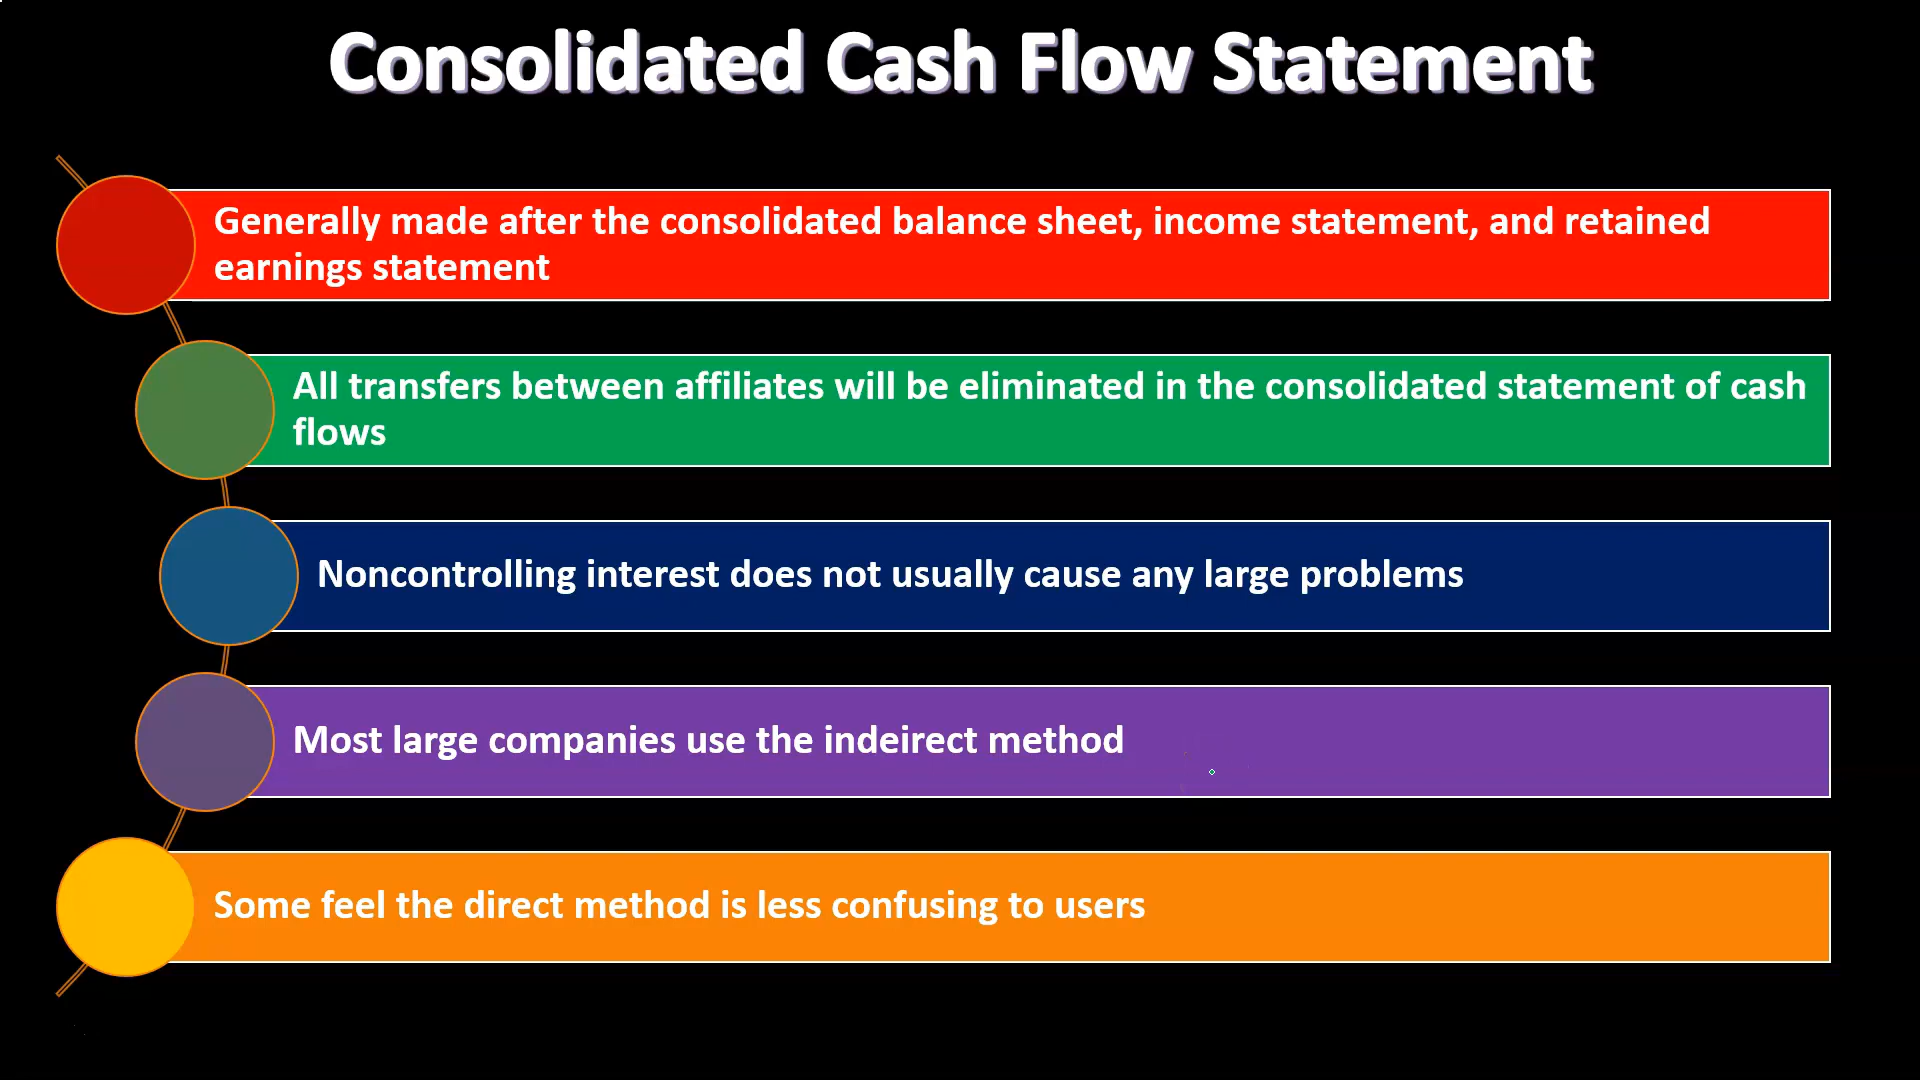 Consolidated Cash Flow Statement
Generally made after the consolidated balance sheet, income statement, and retained
earnings statement
All transfers between affiliates will be eliminated in the consolidated statement of cash
flows
Noncontrolling interest does not usually cause any large problems
Most large companies use the indeirect method
Some feel the direct method is less confusing to users